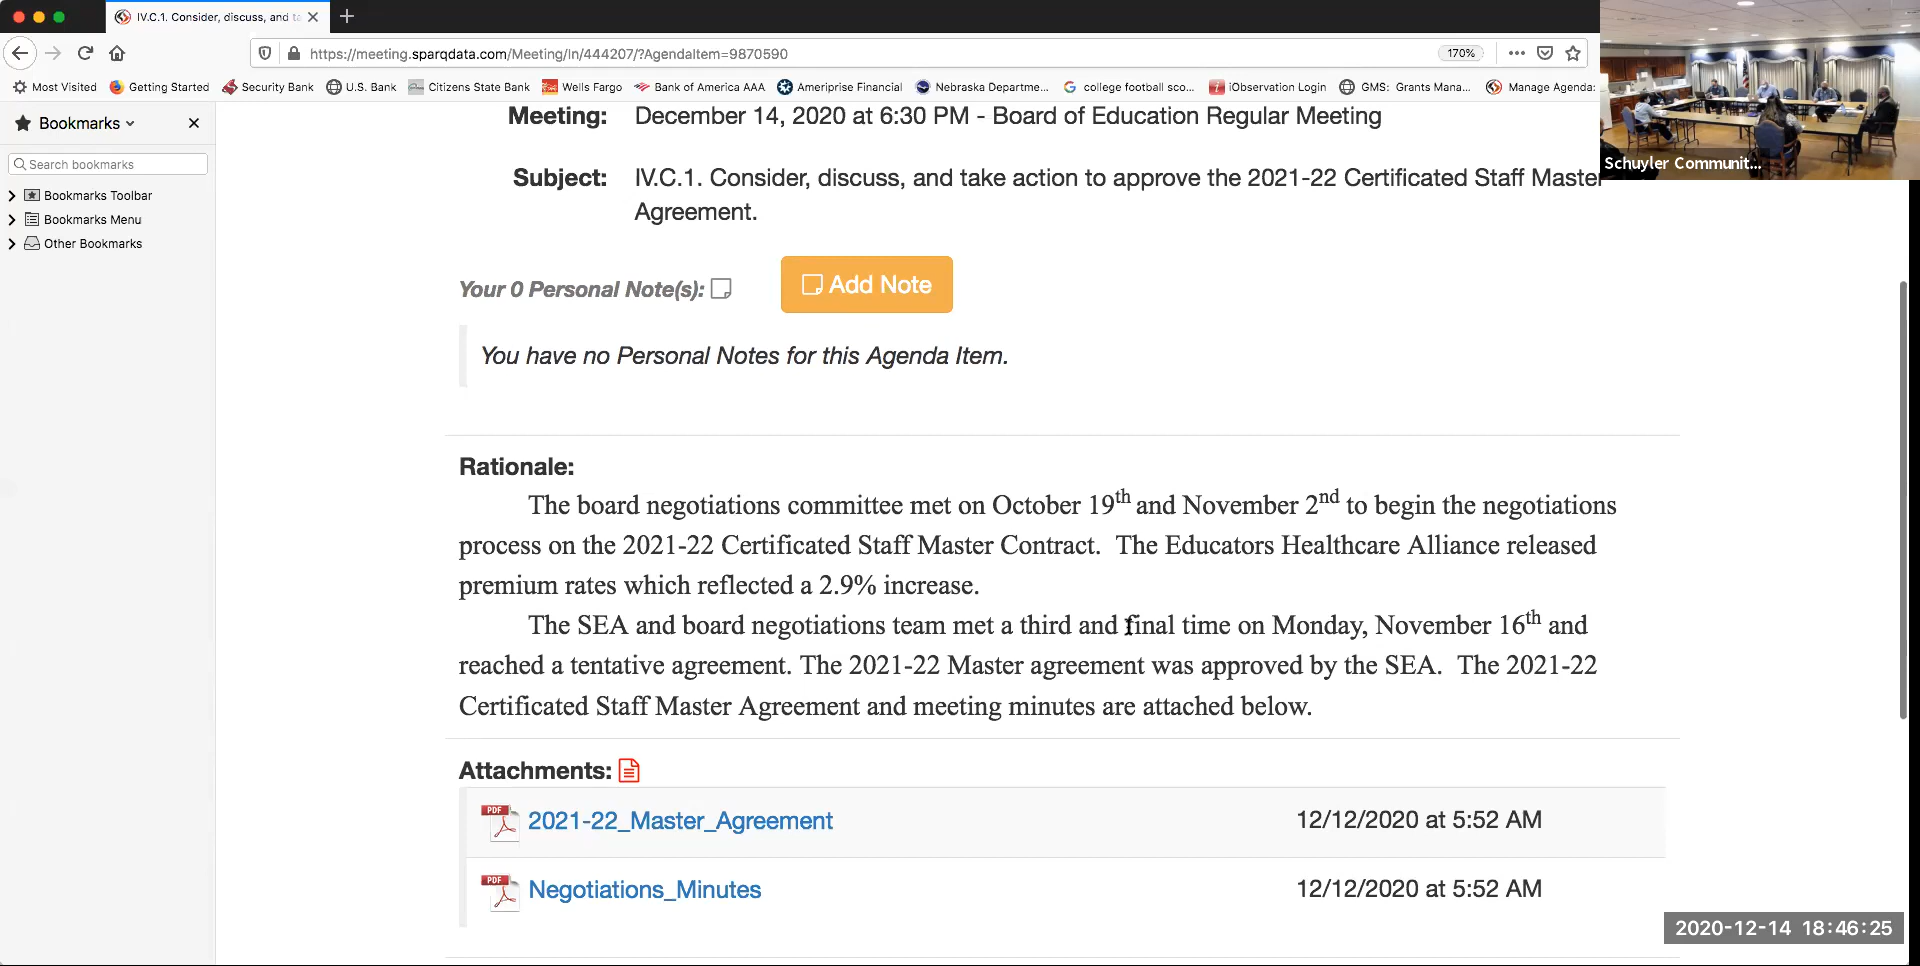 IV.C.1. Consider, discuss, and ta
https://meeting.sparqdata.com/Meeting/In/444207/?AgendaItem=9870590
170%
Most Visited Getting Started Security Bank U.S. Bank Citizens State Bank Wells Fargo Bank of America AAA Ameriprise Financial Nebraska Departme... college football sco... iObservation Login GMS: Grants Mana... Manage Agenda:
Schuyler Communit...
Bookmarks
Search bookmarks
Bookmarks Toolbar
Bookmarks Menu
Other Bookmarks
Meeting: December 14, 2020 at 6:30 PM - Board of Education Regular Meeting
Subject: IV.C.1. Consider, discuss, and take action to approve the 2021-22 Certificated Staff Master
Agreement.
Your 0 Personal Note(s): Add Note
You have no Personal Notes for this Agenda Item.
Rationale:
The board negotiations committee met on October 19th and November 2nd to begin the negotiations
process on the 2021-22 Certificated Staff Master Contract. The Educators Healthcare Alliance released
premium rates which reflected a 2.9% increase.
The SEA and board negotiations team met a third and final time on Monday, November 16th and
reached a tentative agreement. The 2021-22 Master agreement was approved by the SEA. The 2021-22
Certificated Staff Master Agreement and meeting minutes are attached below.
Attachments:
PDF 2021-22_Master_Agreement 12/12/2020 at 5:52 AM
PDF Negotiations_Minutes 12/12/2020 at 5:52 AM
2020-12-14 18:46:25